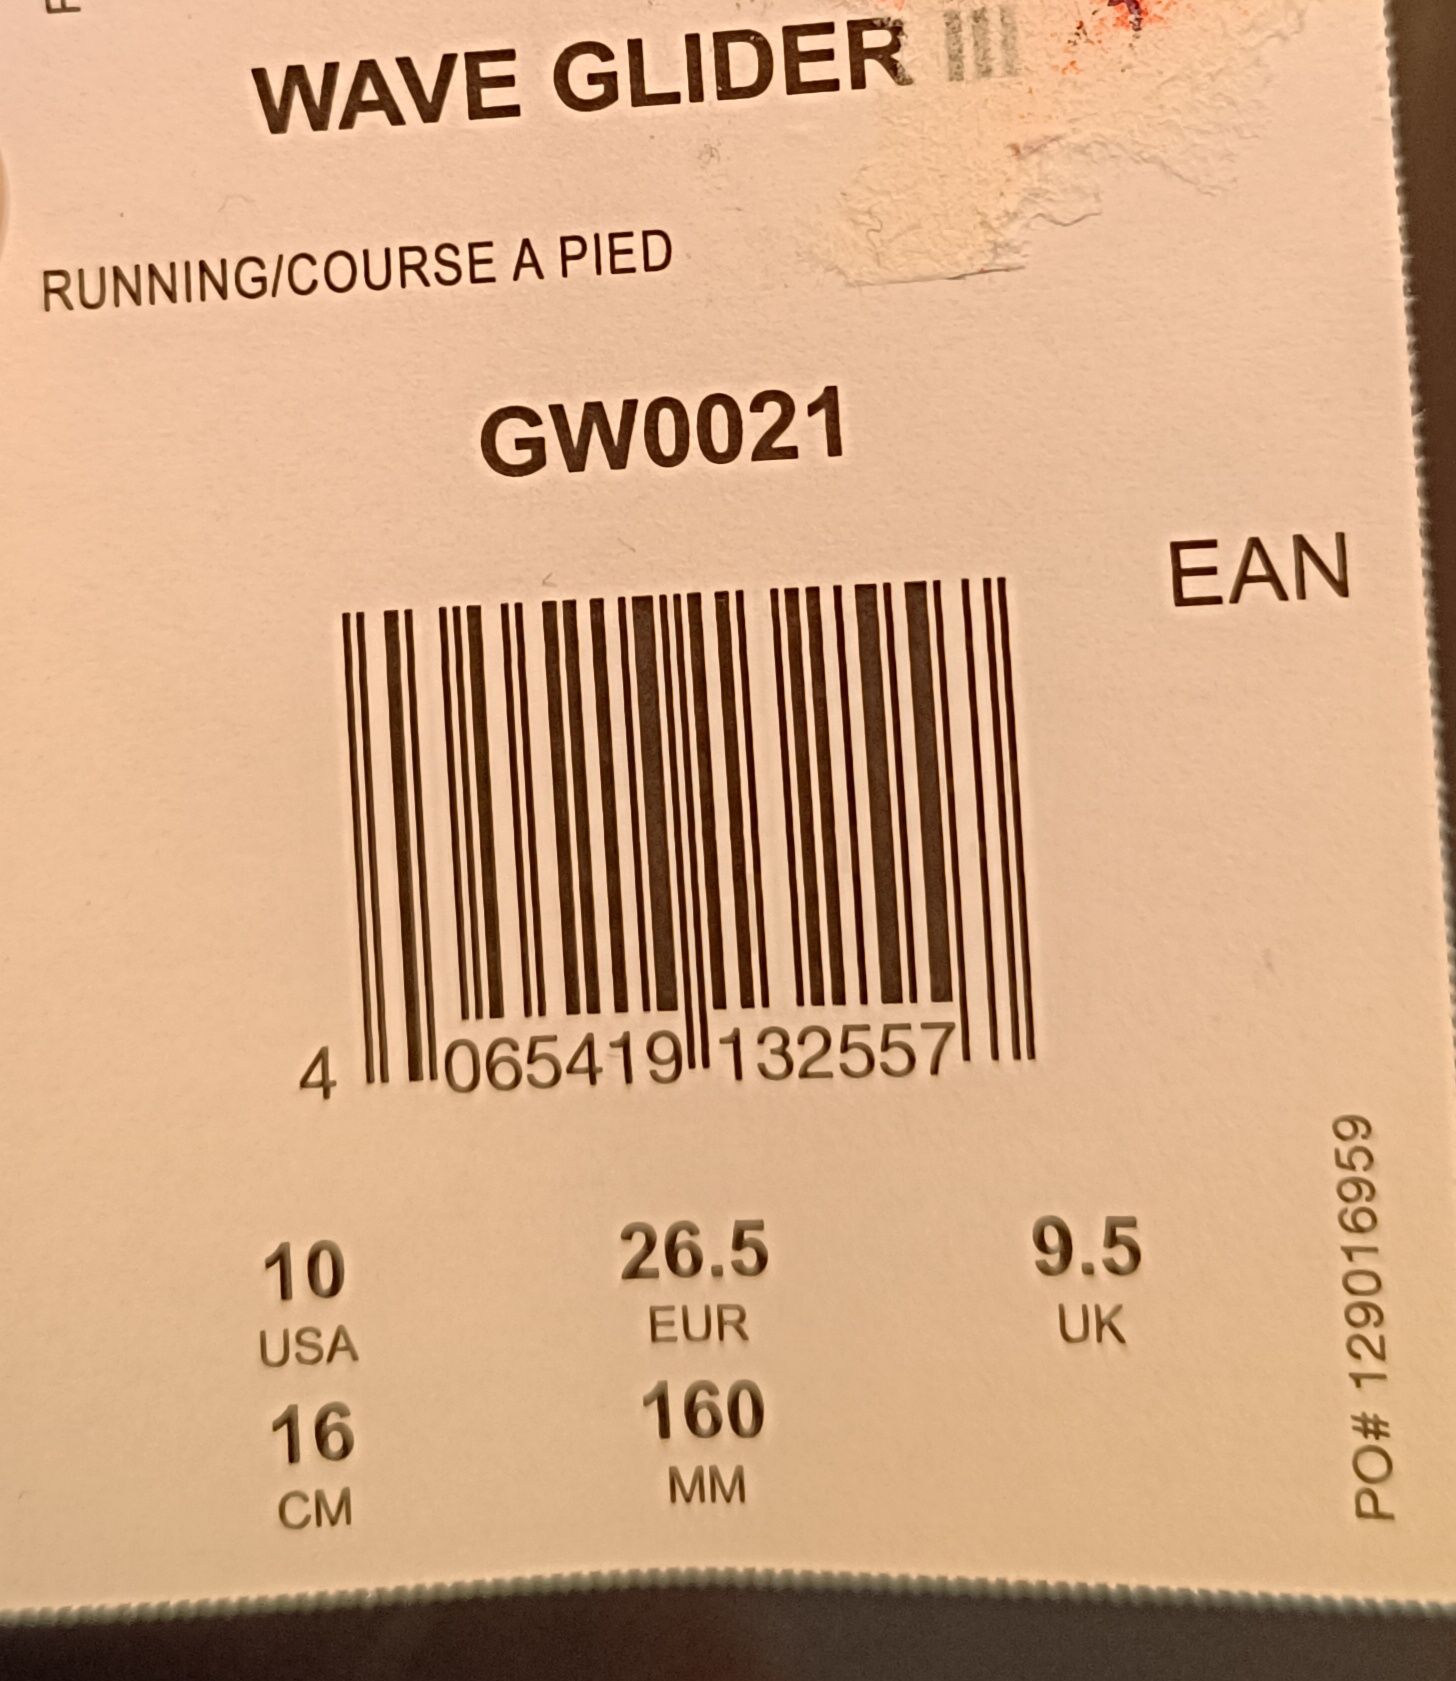 WAVE GLIDER III
RUNNING/COURSE A PIED
GW0021
EAN
4 065419 132557
10 26.5 9.5
USA EUR UK
16 160
CM MM
PO# 129016959